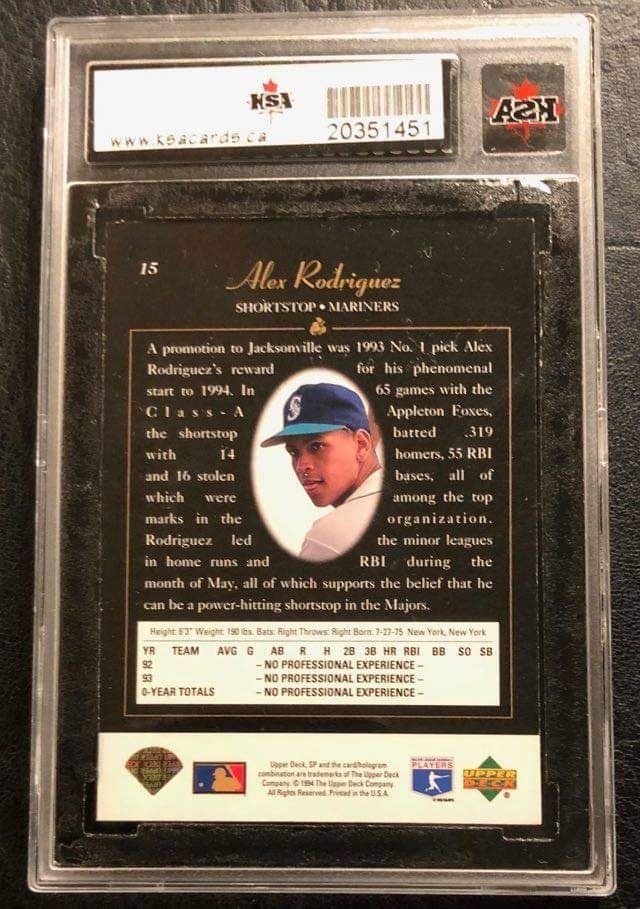 KSA
www.ksacards.ca
20351451
KSA
15
Alex Rodriguez
SHORTSTOP • MARINERS
A promotion to Jacksonville was 1993 No. 1 pick Alex
Rodriguez's reward for his phenomenal
start to 1994. In 65 games with the
Class-A Appleton Foxes,
the shortstop batted .319
with 14 homers, 55 RBI
and 16 stolen bases, all of
which were among the top
marks in the organization.
Rodriguez led the minor leagues
in home runs and RBI during the
month of May, all of which supports the belief that he
can be a power-hitting shortstop in the Majors.
S
Height: 6'3" Weight: 190 lbs. Bats: Right Throws: Right Born: 7-27-75 New York, New York
YR TEAM AVG G AB R H 2B 3B HR RBI BB SO SB
92 – NO PROFESSIONAL EXPERIENCE –
93 – NO PROFESSIONAL EXPERIENCE –
0-YEAR TOTALS – NO PROFESSIONAL EXPERIENCE –
Upper Deck, SP and the card/hologram
combination are trademarks of The Upper Deck
Company. © 1994 The Upper Deck Company.
All Rights Reserved. Printed in the U.S.A.
PLAYERS
UPPER
DECK